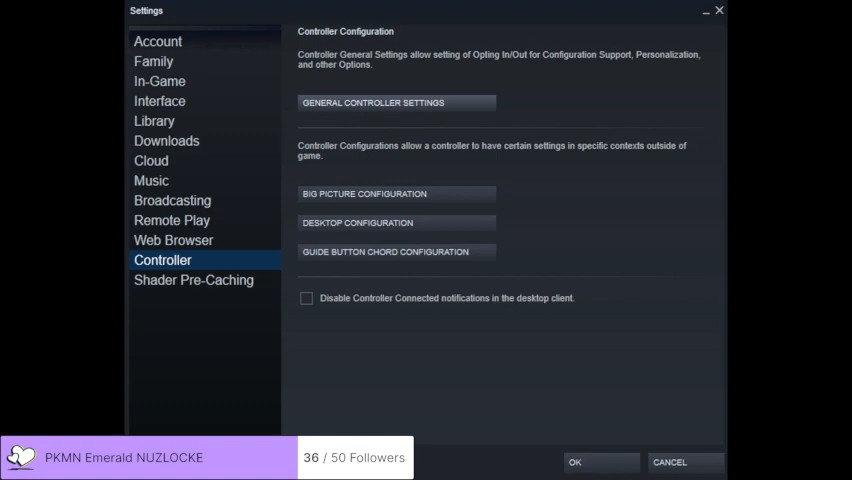 Settings
Account
Family
In-Game
Interface
Library
Downloads
Cloud
Music
Broadcasting
Remote Play
Web Browser
Controller
Shader Pre-Caching
Controller Configuration
Controller General Settings allow setting of Opting In/Out for Configuration Support, Personalization,
and other Options.
GENERAL CONTROLLER SETTINGS
Controller Configurations allow a controller to have certain settings in specific contexts outside of
game.
BIG PICTURE CONFIGURATION
DESKTOP CONFIGURATION
GUIDE BUTTON CHORD CONFIGURATION
Disable Controller Connected notifications in the desktop client.
PKMN Emerald NUZLOCKE
36 / 50 Followers
OK
CANCEL